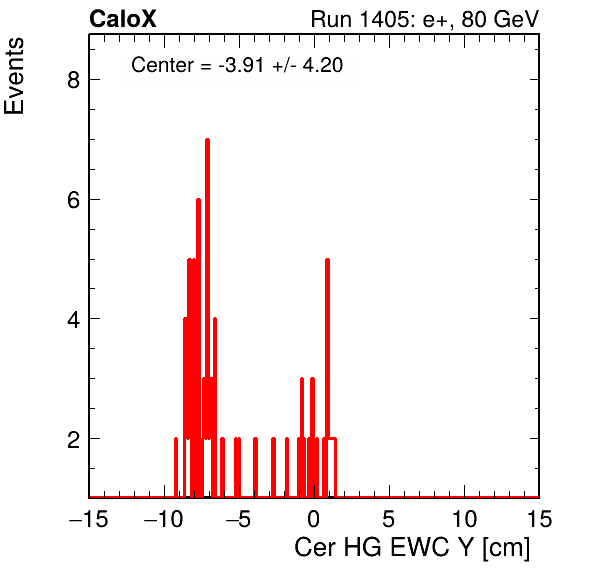 CaloX Run 1405: e+, 80 GeV
Center = -3.91 +/- 4.20
Events
8
6
4
2
−15 −10 −5 0 5 10 15
Cer HG EWC Y [cm]